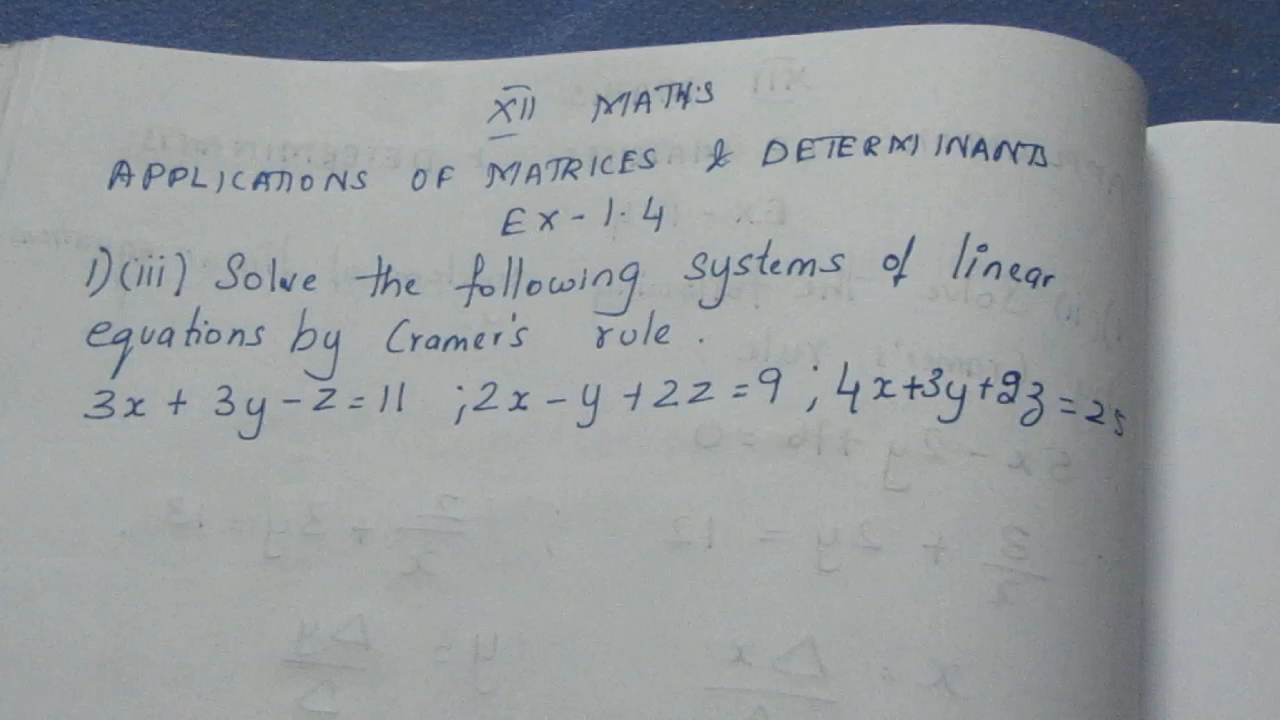 XII MATHS
APPLICATIONS OF MATRICES & DETERMINANTS
EX-1.4
1)(iii) Solve the following systems of linear
equations by Cramer's rule.
3x + 3y - z = 11 ; 2x - y + 2z = 9 ; 4x+3y+2z = 25